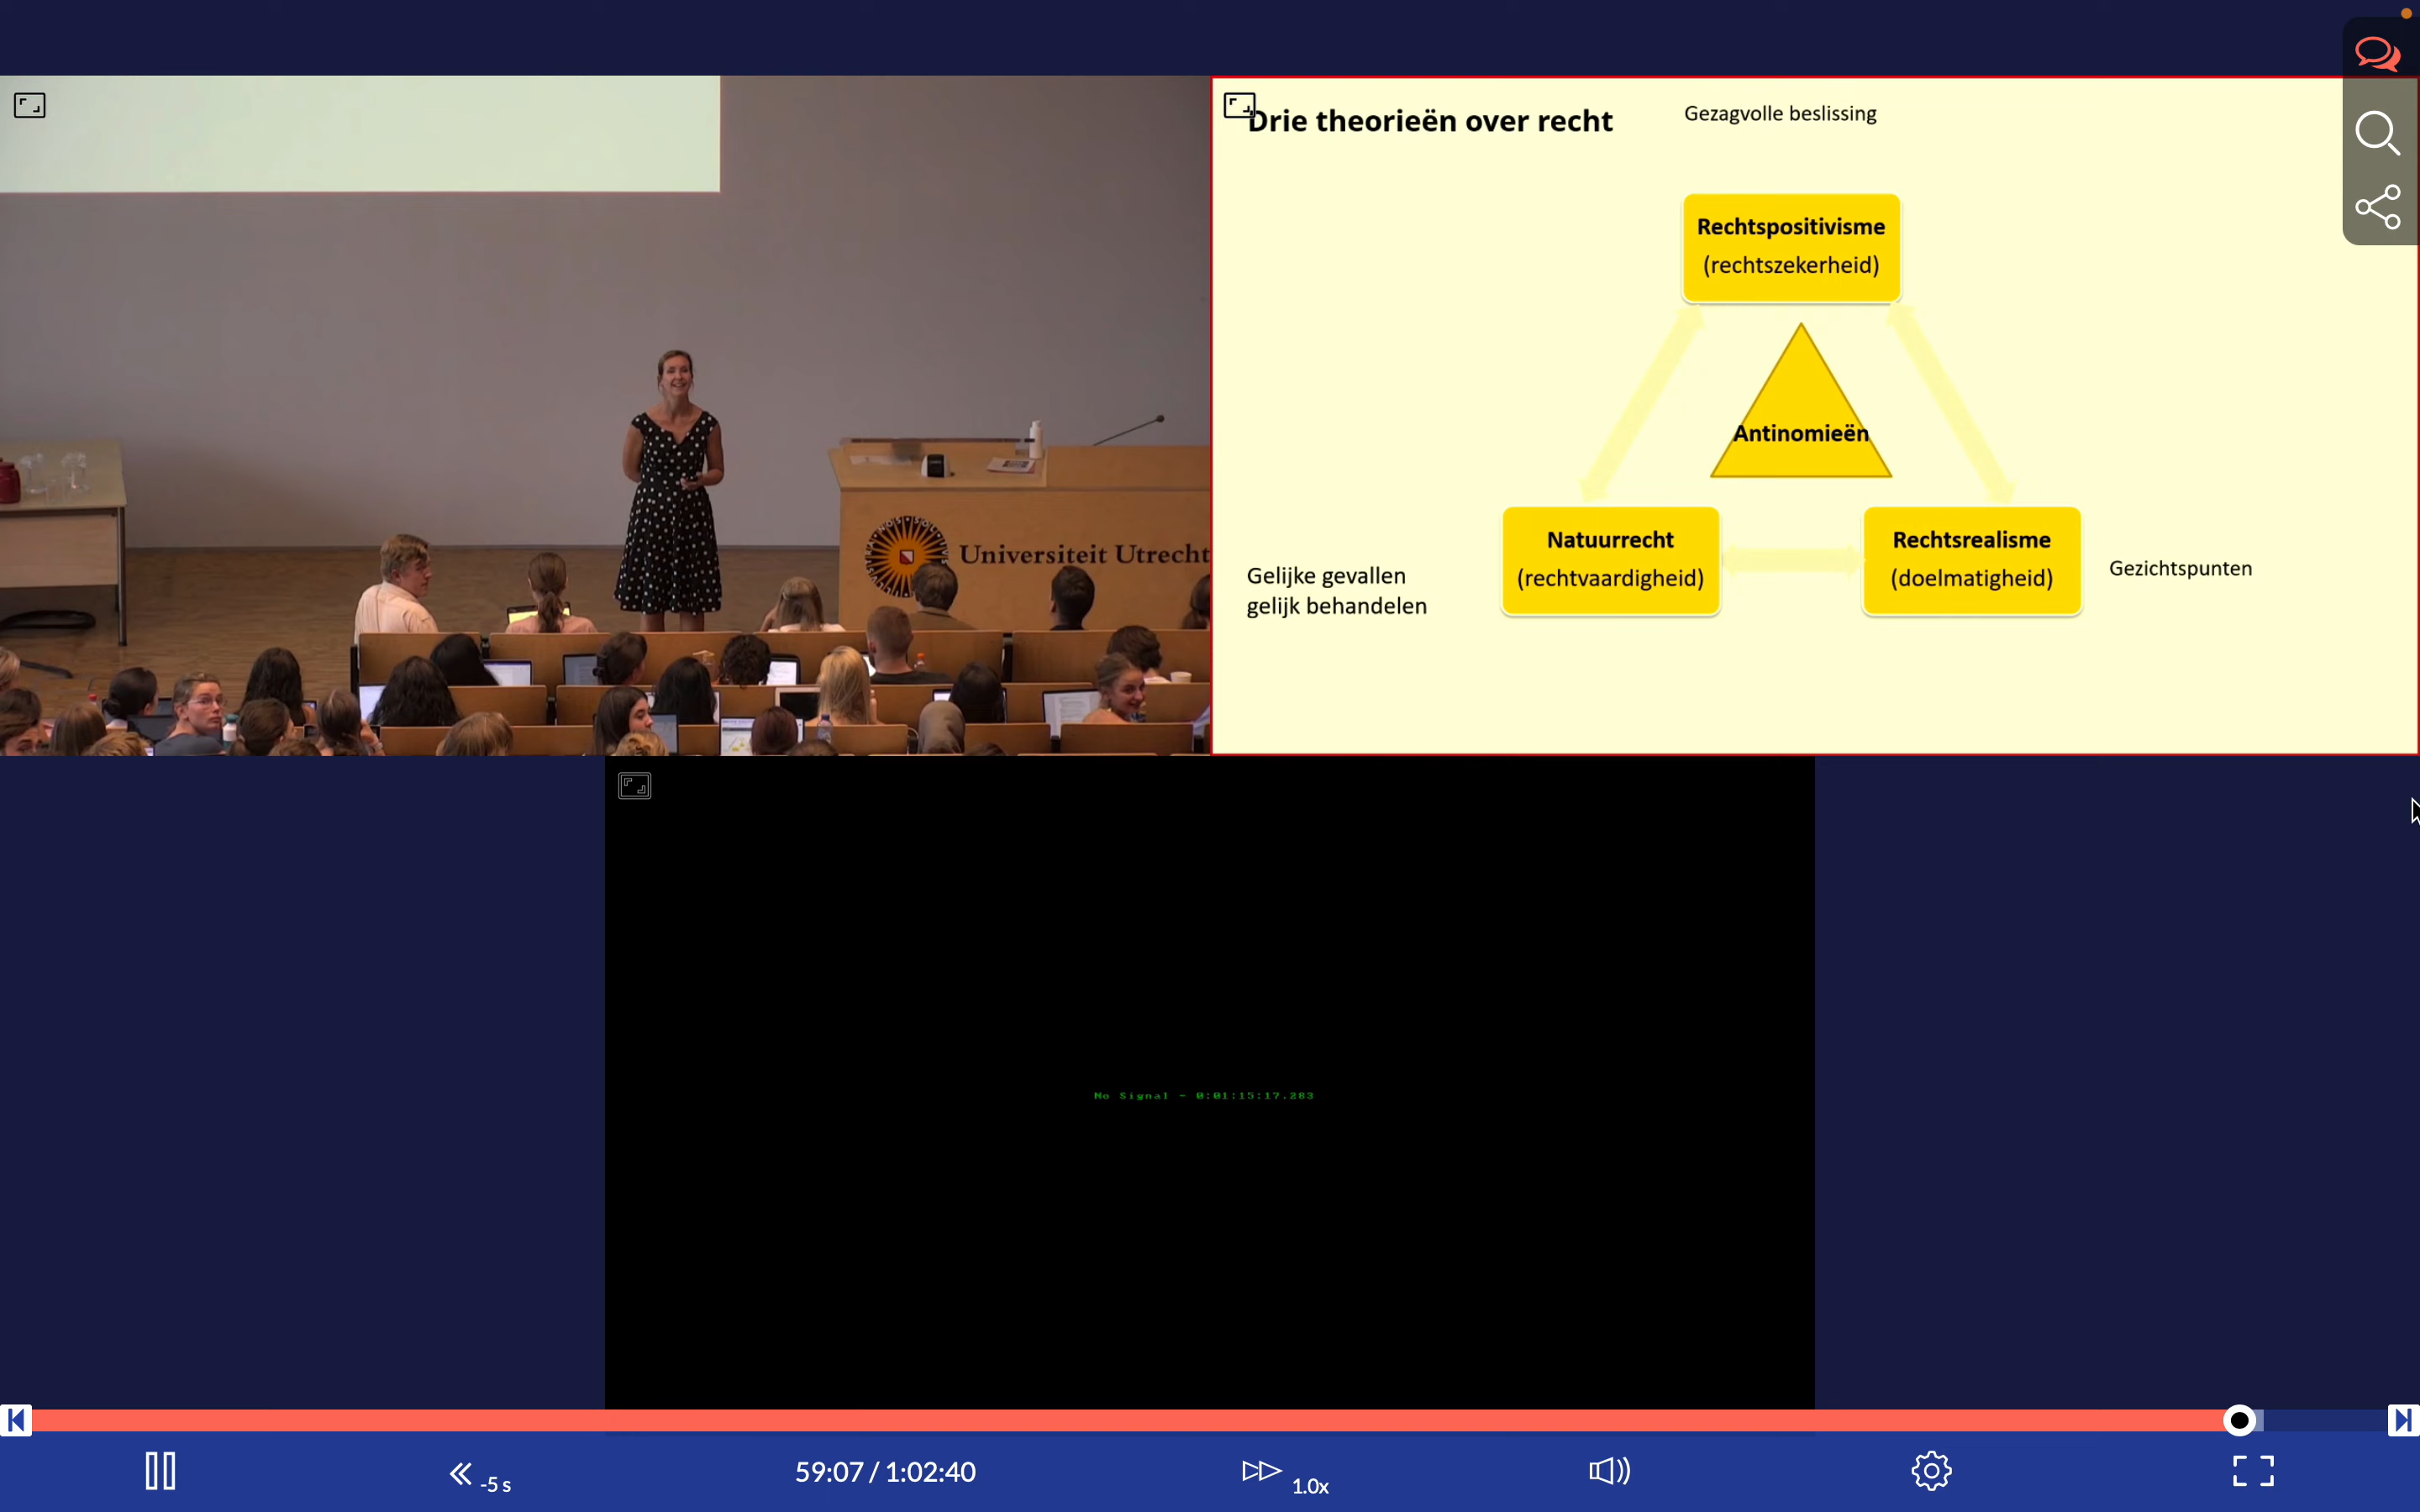 Drie theorieën over recht
Gezagvolle beslissing
Rechtspositivisme
(rechtszekerheid)
Antinomieën
Natuurrecht
(rechtvaardigheid)
Rechtsrealisme
(doelmatigheid)
Gelijke gevallen
gelijk behandelen
Gezichtspunten
Universiteit Utrecht
No Signal - 0:01:15:17.283
-5 s
59:07 / 1:02:40
1.0x